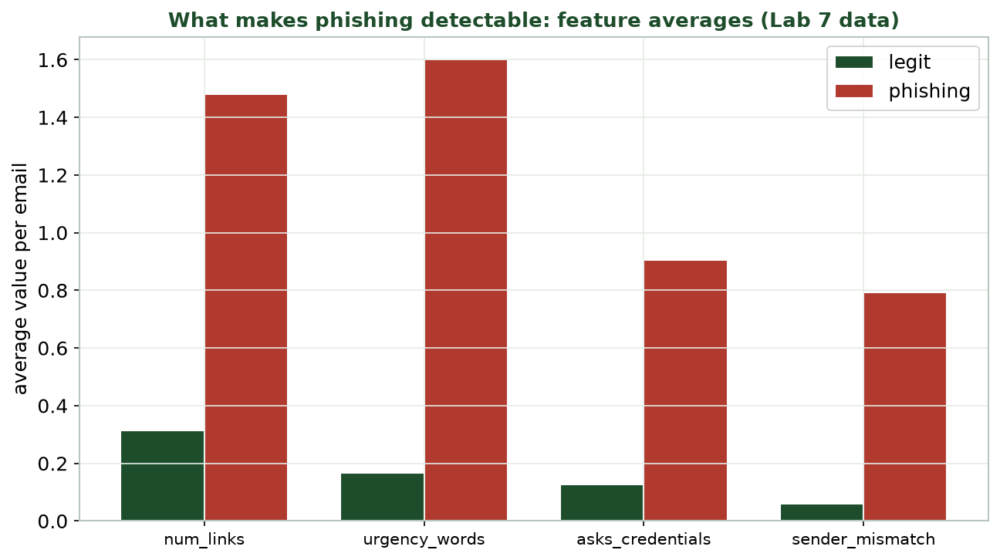 What makes phishing detectable: feature averages (Lab 7 data)
legit
phishing
average value per email
1.6
1.4
1.2
1.0
0.8
0.6
0.4
0.2
0.0
num_links
urgency_words
asks_credentials
sender_mismatch